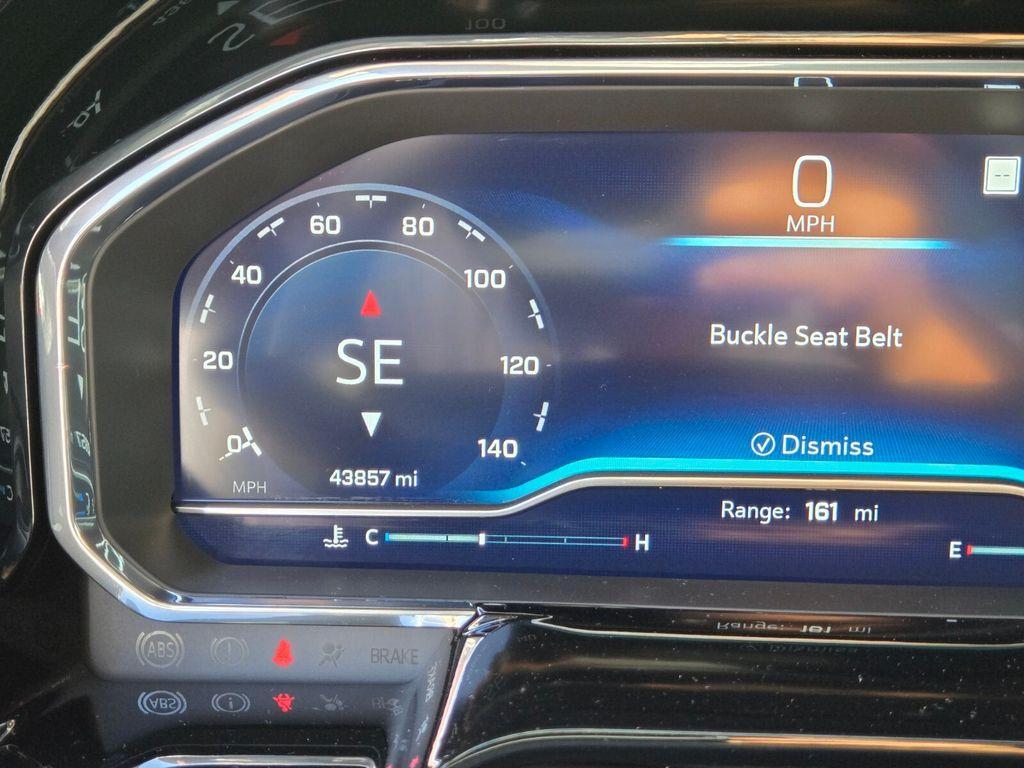 0
MPH
--
60 80
40 100
SE
20 120
0 140
MPH
43857 mi
Buckle Seat Belt
Dismiss
Range: 161 mi
C H
E
ABS BRAKE